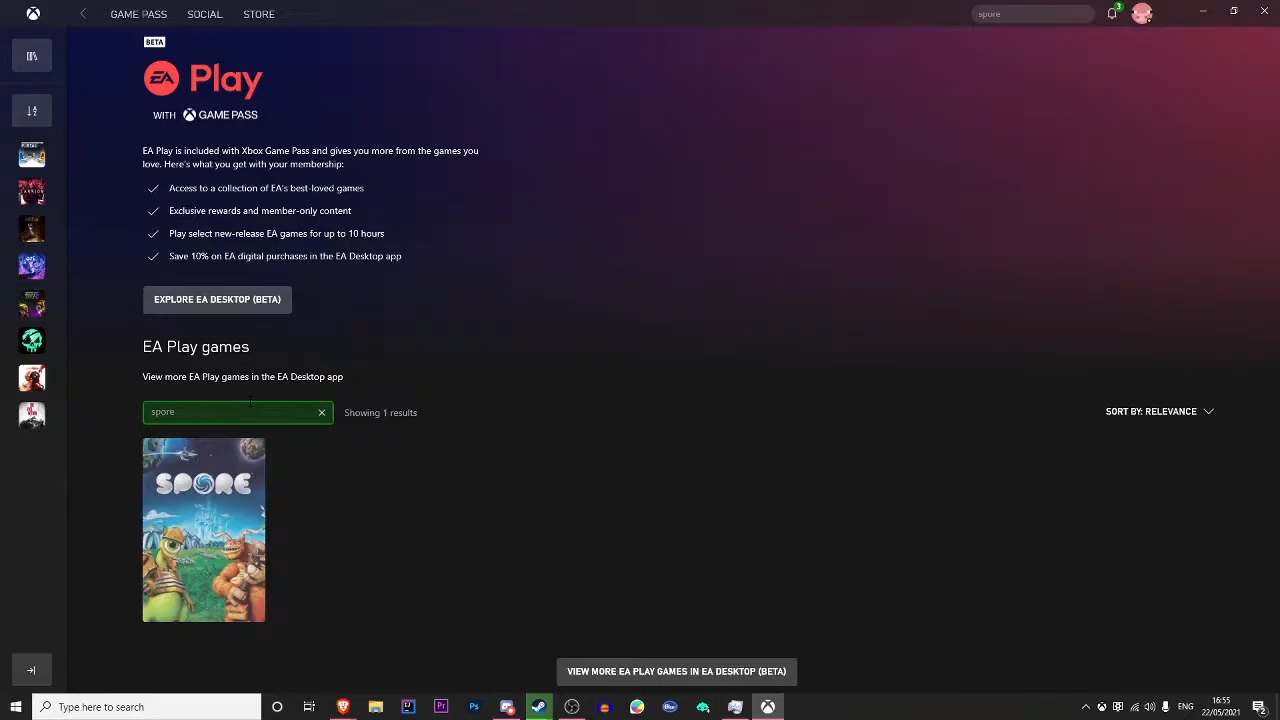 GAME PASS SOCIAL STORE spore 3
BETA
EA Play
WITH GAME PASS
EA Play is included with Xbox Game Pass and gives you more from the games you
love. Here's what you get with your membership:
Access to a collection of EA's best-loved games
Exclusive rewards and member-only content
Play select new-release EA games for up to 10 hours
Save 10% on EA digital purchases in the EA Desktop app
EXPLORE EA DESKTOP (BETA)
EA Play games
View more EA Play games in the EA Desktop app
spore Showing 1 results SORT BY: RELEVANCE
SPORE
VIEW MORE EA PLAY GAMES IN EA DESKTOP (BETA)
Type here to search Pr Ps ENG 16:55
22/05/2021